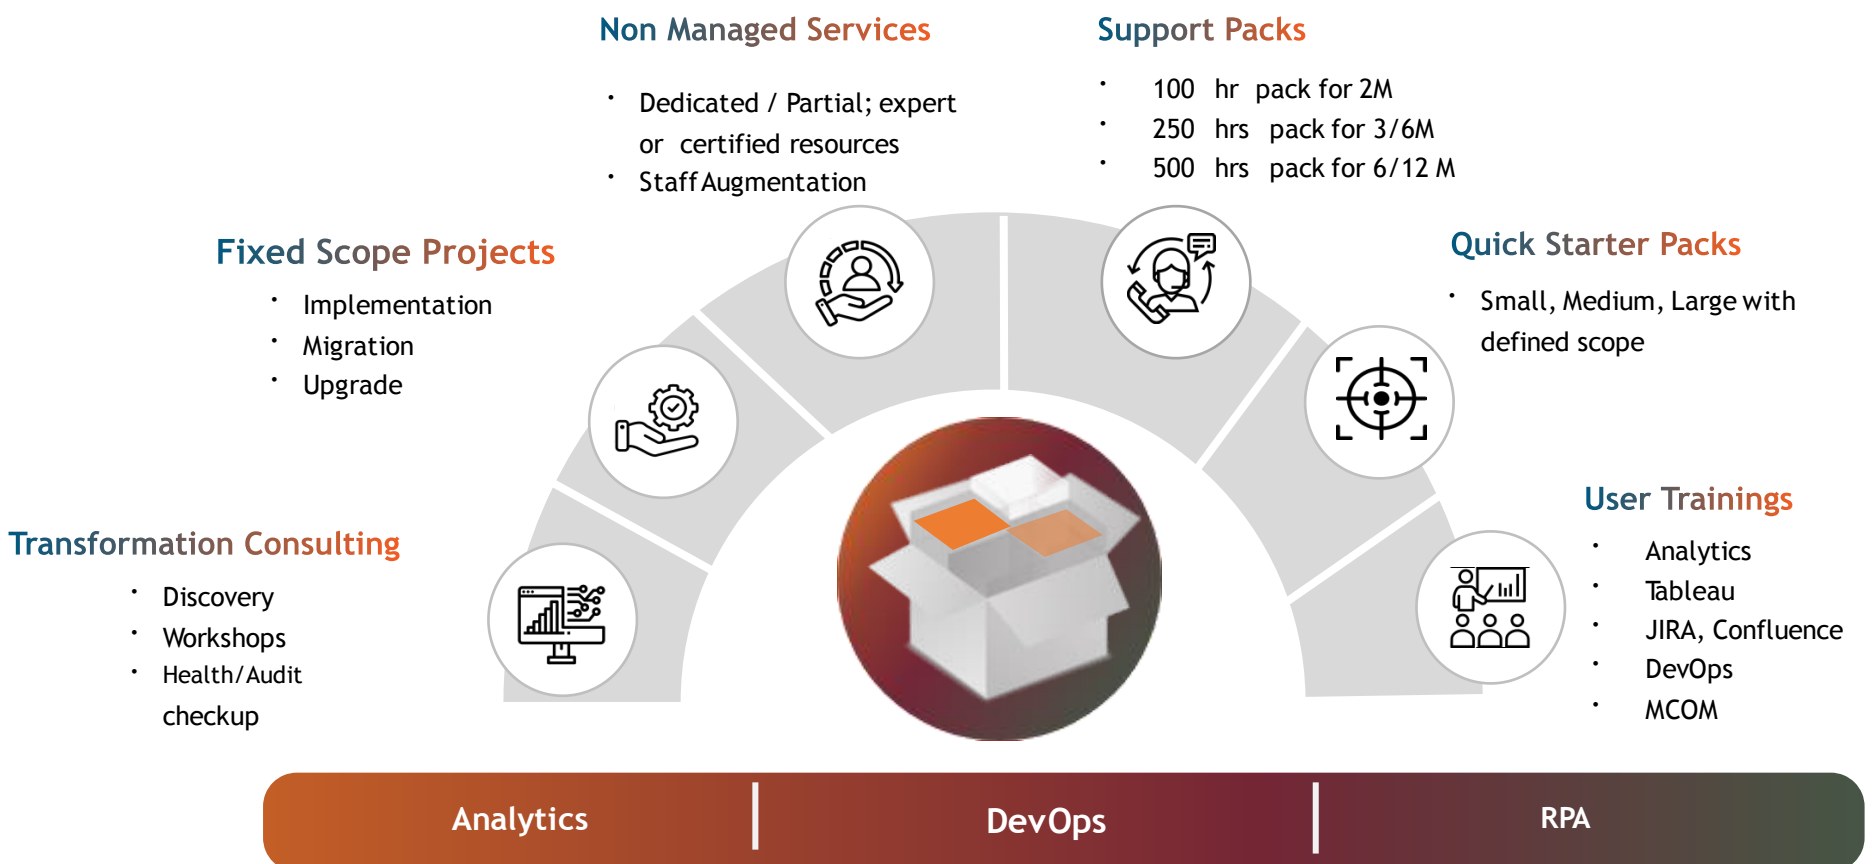 Non Managed Services
Dedicated / Partial; expert
or certified resources
Staff Augmentation
Support Packs
100 hr pack for 2M
250 hrs pack for 3/6M
500 hrs pack for 6/12 M
Fixed Scope Projects
Implementation
Migration
Upgrade
Quick Starter Packs
Small, Medium, Large with
defined scope
Transformation Consulting
Discovery
Workshops
Health/Audit
checkup
User Trainings
Analytics
Tableau
JIRA, Confluence
DevOps
MCOM
Analytics
DevOps
RPA